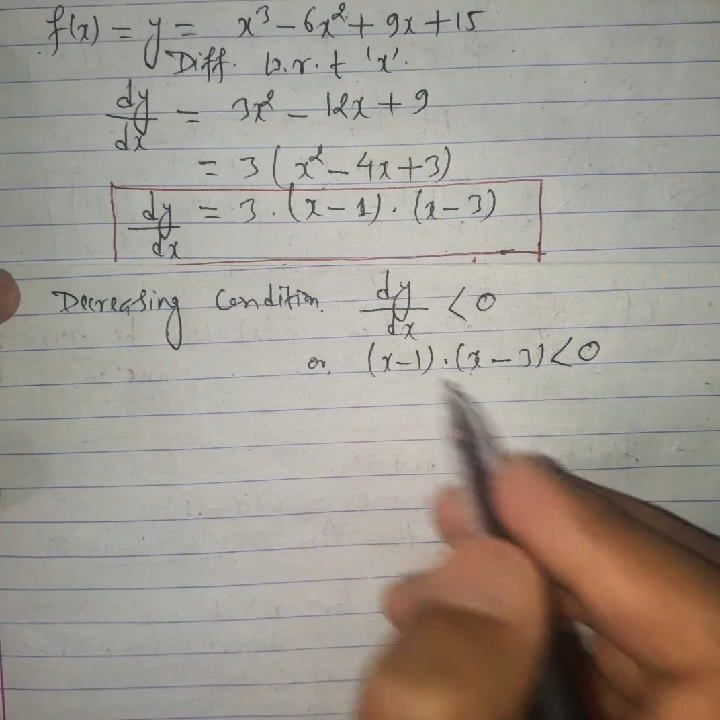 f(x) = y = x³ - 6x² + 9x + 15
Diff. w.r.t 'x'.
dy/dx = 3x² - 12x + 9
= 3(x² - 4x + 3)
dy/dx = 3 . (x - 1) . (x - 3)
Decreasing Condition. dy/dx < 0
or, (x-1) . (x - 3) < 0